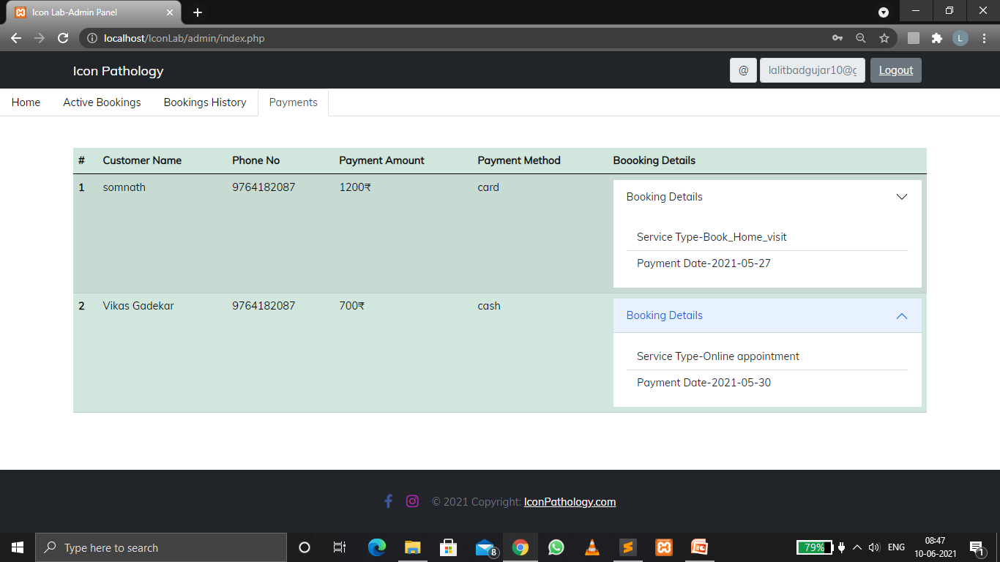 Icon Lab-Admin Panel
localhost/IconLab/admin/index.php
L
Icon Pathology
@ lalitbadgujar10@g
Logout
Home Active Bookings Bookings History Payments
# Customer Name Phone No Payment Amount Payment Method Boooking Details
1 somnath 9764182087 1200₹ card Booking Details
Service Type-Book_Home_visit
Payment Date-2021-05-27
2 Vikas Gadekar 9764182087 700₹ cash Booking Details
Service Type-Online appointment
Payment Date-2021-05-30
© 2021 Copyright: IconPathology.com
Type here to search
8
79%
ENG
08:47
10-06-2021
1